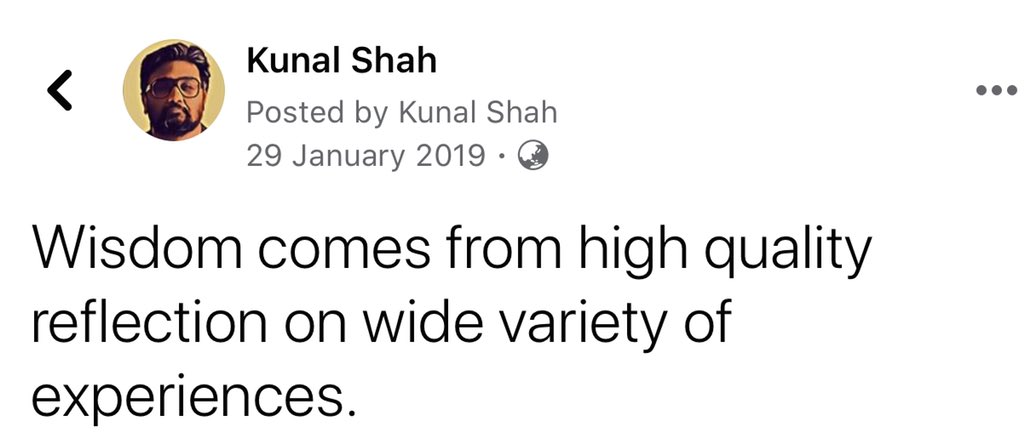 Kunal Shah
Posted by Kunal Shah
29 January 2019 ·
Wisdom comes from high quality
reflection on wide variety of
experiences.